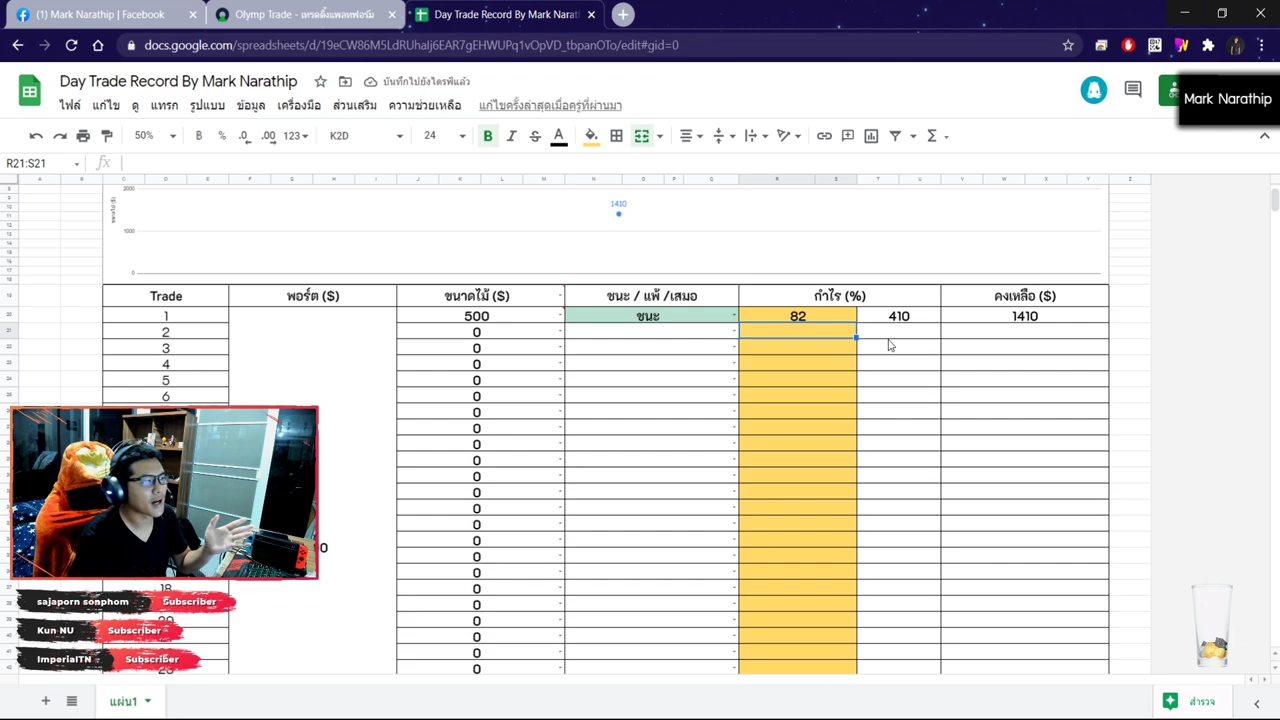 (1) Mark Narathip | Facebook
Olymp Trade - เทรดดิ้งแพลทฟอร์ม
Day Trade Record By Mark Narat
docs.google.com/spreadsheets/d/19eCW86M5LdRUhaIj6EAR7gEHWUPq1vOpVD_tbpanOTo/edit#gid=0
Day Trade Record By Mark Narathip
บันทึกไปยังไดรฟ์แล้ว
Mark Narathip
ไฟล์ แก้ไข ดู แทรก รูปแบบ ข้อมูล เครื่องมือ ส่วนเสริม ความช่วยเหลือ แก้ไขครั้งล่าสุดเมื่อครู่ที่ผ่านมา
50% ฿ % .0 .00 123 K2D 24 B I S A
R21:S21 fx
2000
1410
1000
0
Trade พอร์ต ($) ขนาดไม้ ($) ชนะ / แพ้ /เสมอ กำไร (%) คงเหลือ ($)
1 500 ชนะ 82 410 1410
2 0
3 0
4 0
5 0
6 0
0
0
0
0
0
0
0
0
0
0
0
18 0
0
0
0
0
0
sajaporn Subscriber
Kun NU Subscriber
ImperialTN Subscriber
แผ่น1
สำรวจ